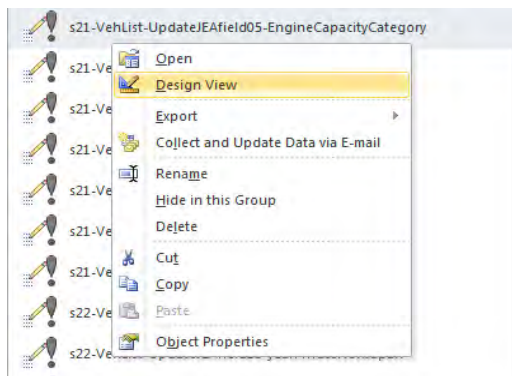 s21-VehList-UpdateJEAfield05-EngineCapacityCategory
s21-Ve
Open
Design View
s21-Ve
Export
s21-Ve
Collect and Update Data via E-mail
s21-Ve
Rename
Hide in this Group
s21-Ve
Delete
s21-Ve
Cut
Copy
s22-Ve
Paste
Object Properties
s22-